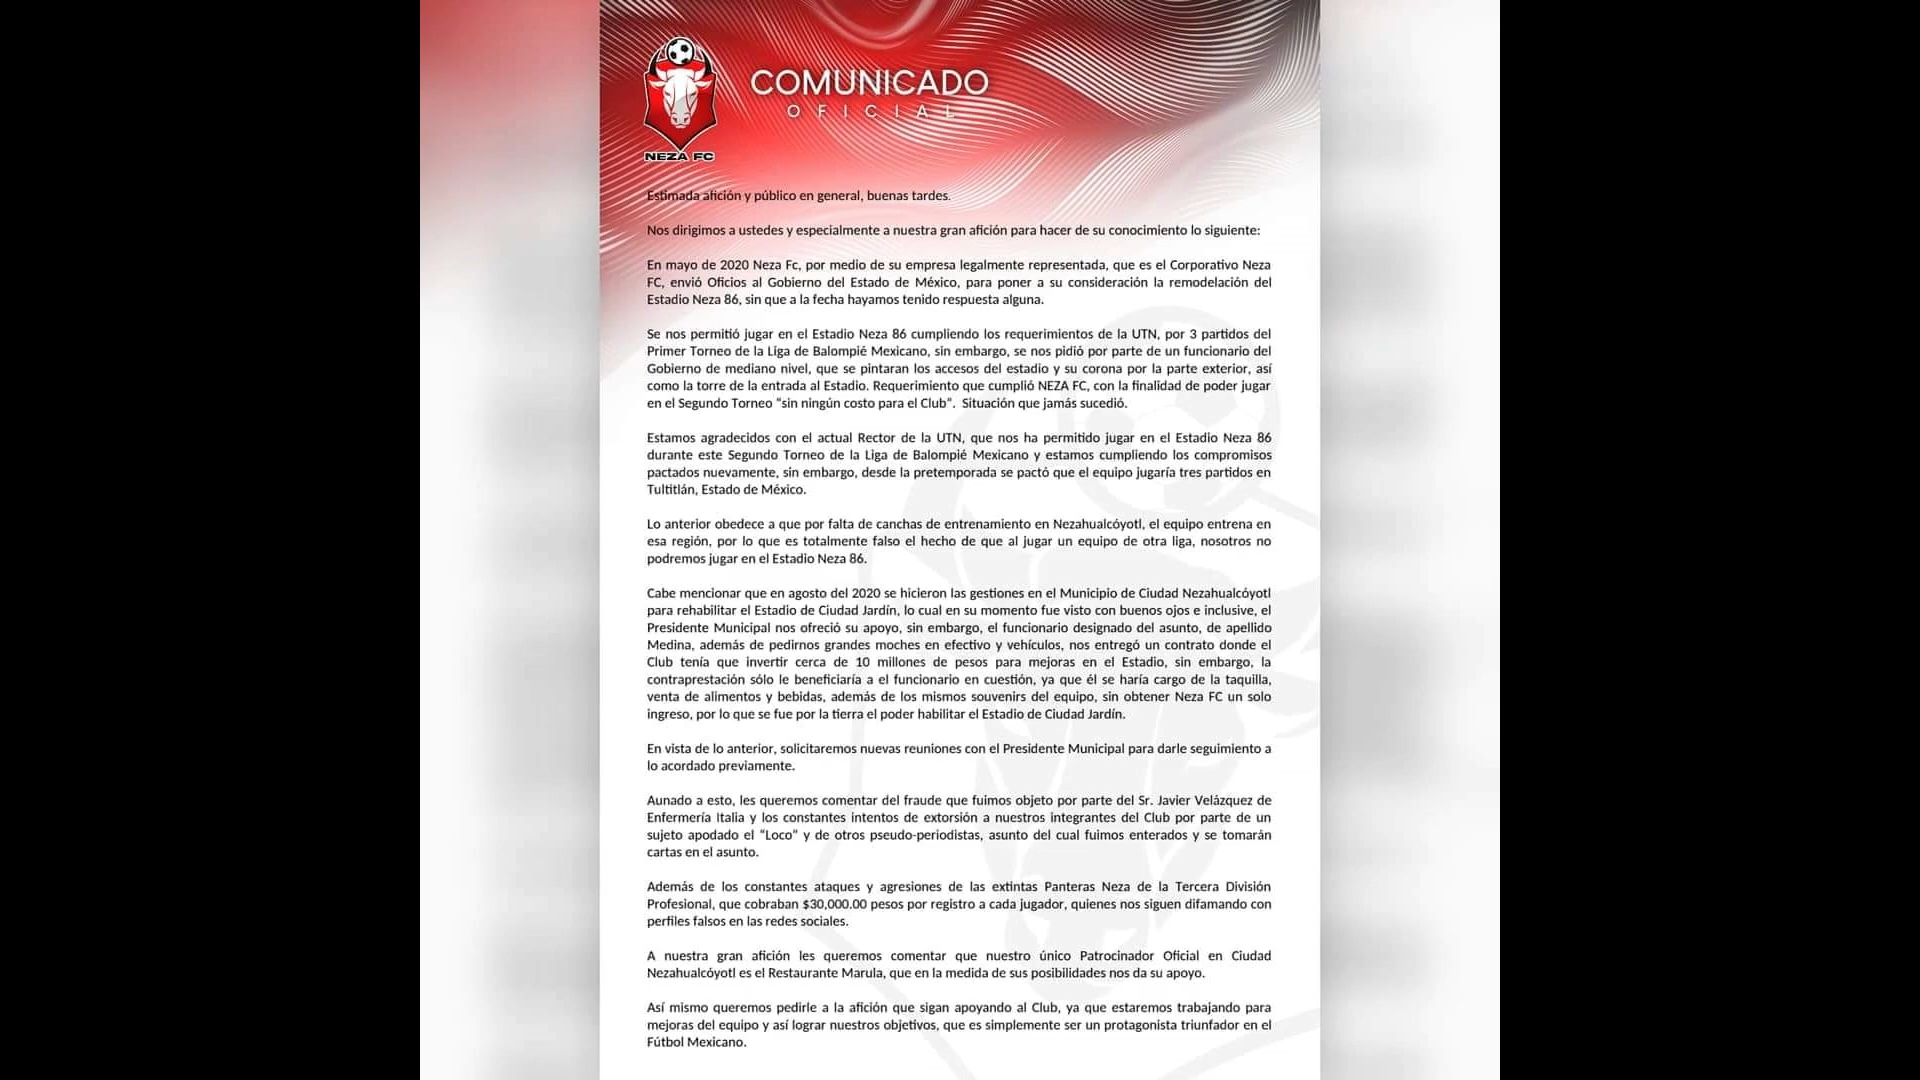 COMUNICADO
OFICIAL
NEZA FC
Estimada afición y público en general, buenas tardes.
Nos dirigimos a ustedes y especialmente a nuestra gran afición para hacer de su conocimiento lo siguiente:
En mayo de 2020 Neza Fc, por medio de su empresa legalmente representada, que es el Corporativo Neza
FC, envió Oficios al Gobierno del Estado de México, para poner a su consideración la remodelación del
Estadio Neza 86, sin que a la fecha hayamos tenido respuesta alguna.
Se nos permitió jugar en el Estadio Neza 86 cumpliendo los requerimientos de la UTN, por 3 partidos del
Primer Torneo de la Liga de Balompié Mexicano, sin embargo, se nos pidió por parte de un funcionario del
Gobierno de mediano nivel, que se pintaran los accesos del estadio y su corona por la parte exterior, así
como la torre de la entrada al Estadio. Requerimiento que cumplió NEZA FC, con la finalidad de poder jugar
en el Segundo Torneo “sin ningún costo para el Club”. Situación que jamás sucedió.
Estamos agradecidos con el actual Rector de la UTN, que nos ha permitido jugar en el Estadio Neza 86
durante este Segundo Torneo de la Liga de Balompié Mexicano y estamos cumpliendo los compromisos
pactados nuevamente, sin embargo, desde la pretemporada se pactó que el equipo jugaría tres partidos en
Tultitlán, Estado de México.
Lo anterior obedece a que por falta de canchas de entrenamiento en Nezahualcóyotl, el equipo entrena en
esa región, por lo que es totalmente falso el hecho de que al jugar un equipo de otra liga, nosotros no
podremos jugar en el Estadio Neza 86.
Cabe mencionar que en agosto del 2020 se hicieron las gestiones en el Municipio de Ciudad Nezahualcóyotl
para rehabilitar el Estadio de Ciudad Jardín, lo cual en su momento fue visto con buenos ojos e inclusive, el
Presidente Municipal nos ofreció su apoyo, sin embargo, el funcionario designado del asunto, de apellido
Medina, además de pedirnos grandes moches en efectivo y vehículos, nos entregó un contrato donde el
Club tenía que invertir cerca de 10 millones de pesos para mejoras en el Estadio, sin embargo, la
contraprestación sólo le beneficiaría a el funcionario en cuestión, ya que él se haría cargo de la taquilla,
venta de alimentos y bebidas, además de los mismos souvenirs del equipo, sin obtener Neza FC un solo
ingreso, por lo que se fue por la tierra el poder habilitar el Estadio de Ciudad Jardín.
En vista de lo anterior, solicitaremos nuevas reuniones con el Presidente Municipal para darle seguimiento a
lo acordado previamente.
Aunado a esto, les queremos comentar del fraude que fuimos objeto por parte del Sr. Javier Velázquez de
Enfermería Italia y los constantes intentos de extorsión a nuestros integrantes del Club por parte de un
sujeto apodado el “Loco” y de otros pseudo-periodistas, asunto del cual fuimos enterados y se tomarán
cartas en el asunto.
Además de los constantes ataques y agresiones de las extintas Panteras Neza de la Tercera División
Profesional, que cobraban $30,000.00 pesos por registro a cada jugador, quienes nos siguen difamando con
perfiles falsos en las redes sociales.
A nuestra gran afición les queremos comentar que nuestro único Patrocinador Oficial en Ciudad
Nezahualcóyotl es el Restaurante Marula, que en la medida de sus posibilidades nos da su apoyo.
Así mismo queremos pedirle a la afición que sigan apoyando al Club, ya que estaremos trabajando para
mejoras del equipo y así lograr nuestros objetivos, que es simplemente ser un protagonista triunfador en el
Fútbol Mexicano.